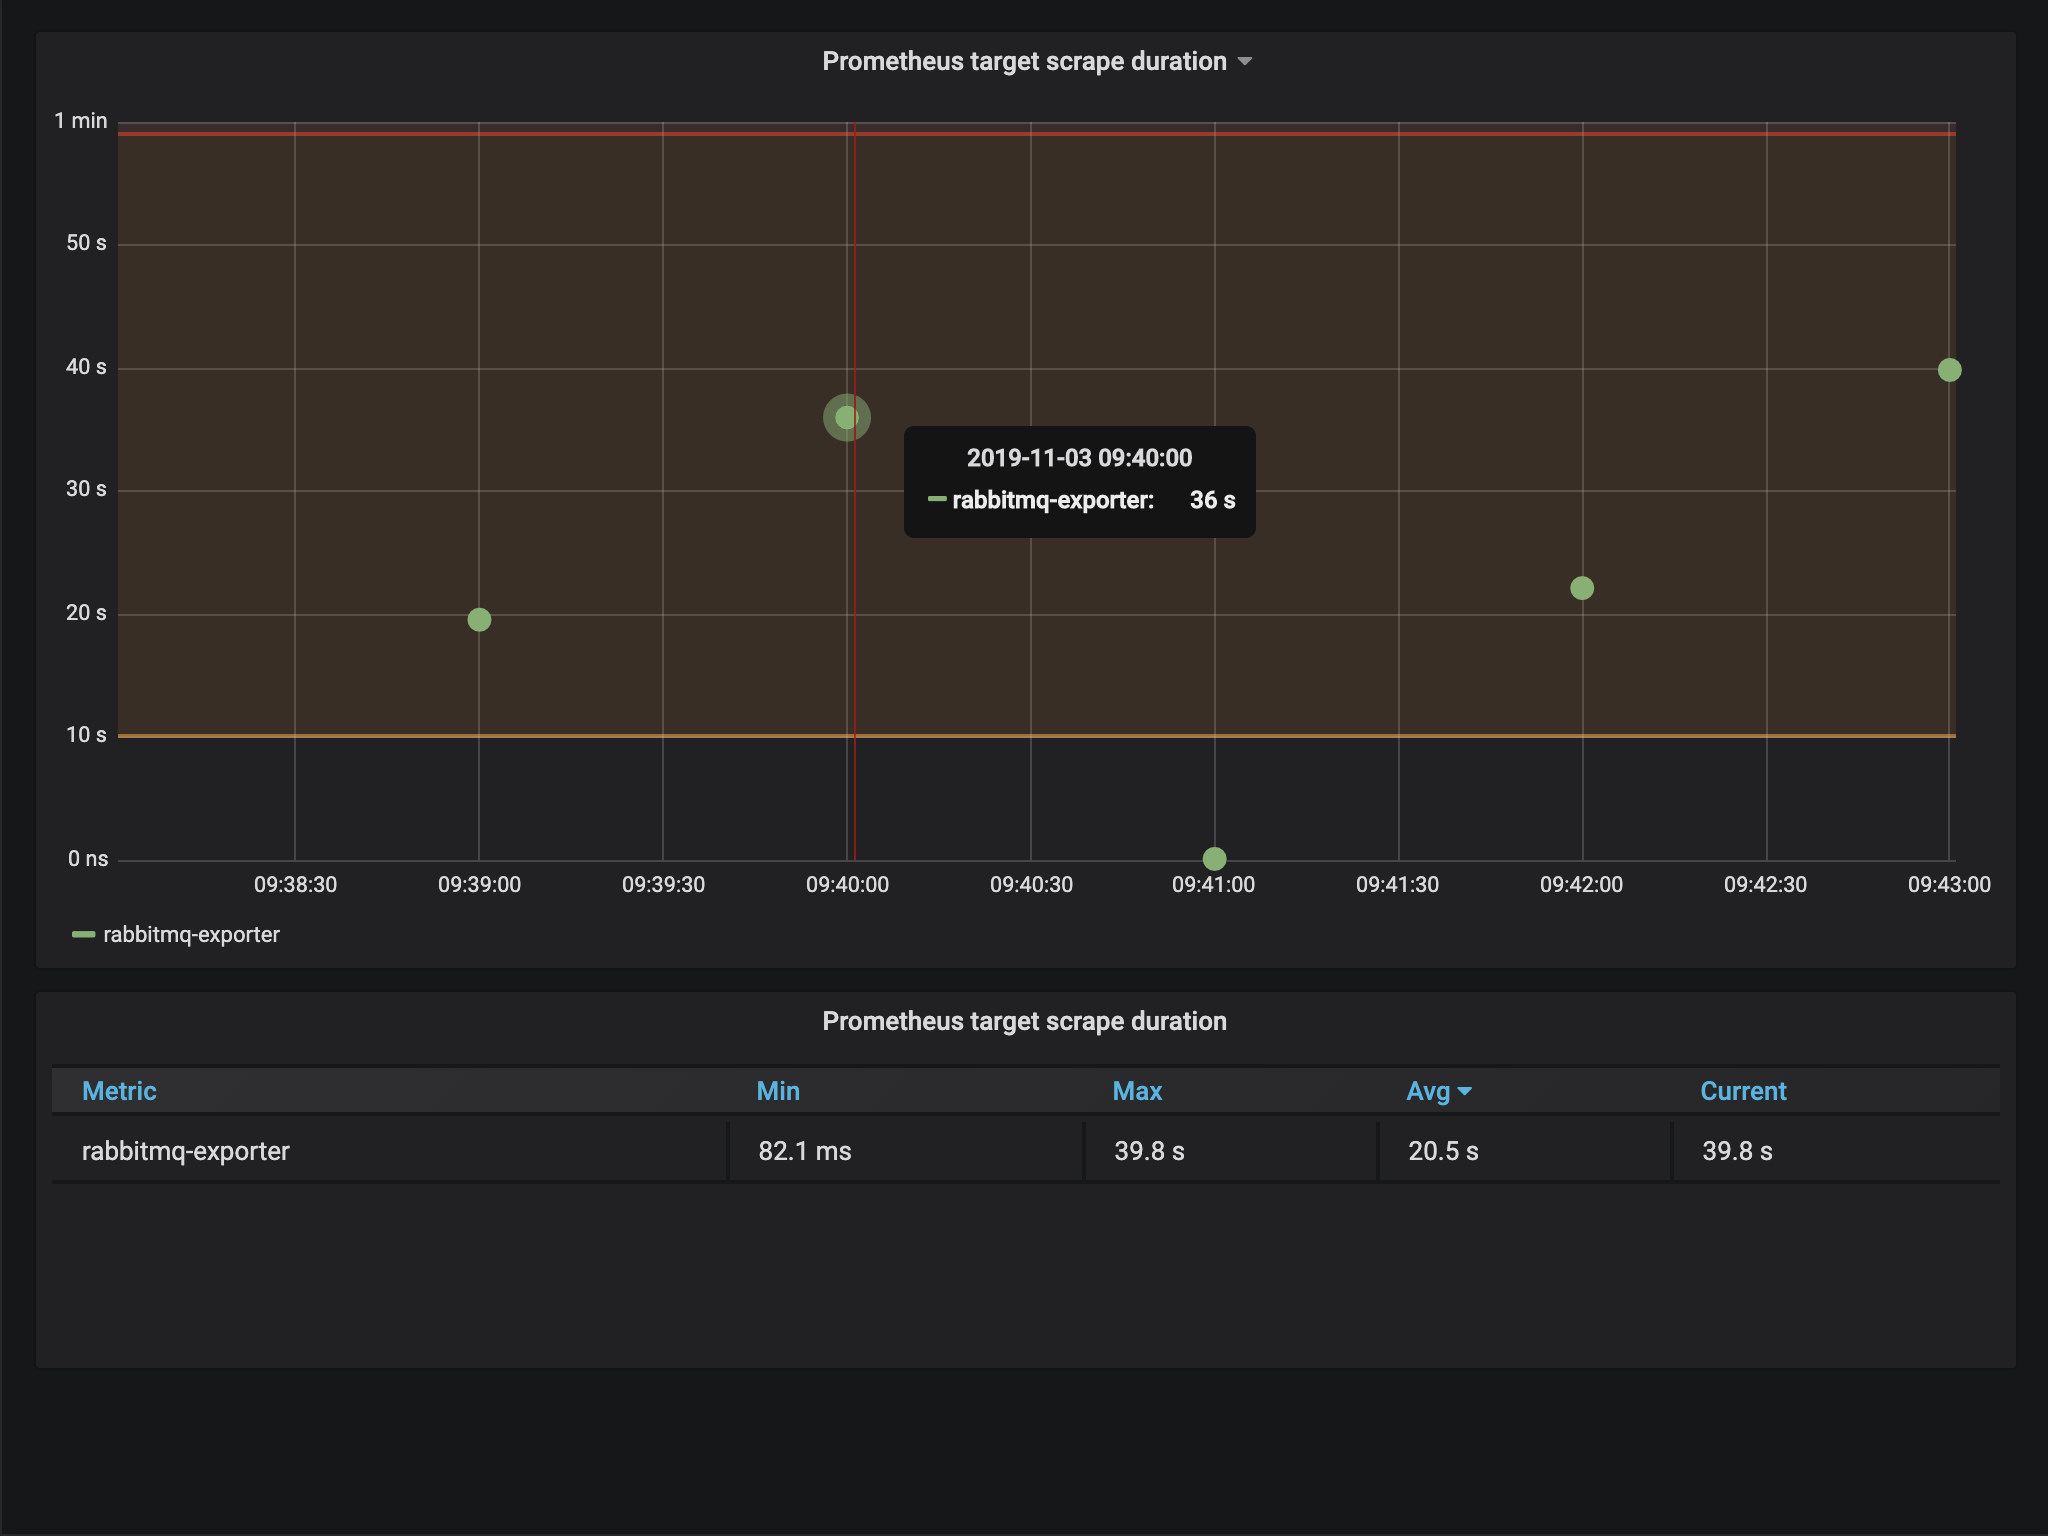 Prometheus target scrape duration
1 min
50 s
40 s
30 s
20 s
10 s
0 ns
2019-11-03 09:40:00
rabbitmq-exporter: 36 s
09:38:30 09:39:00 09:39:30 09:40:00 09:40:30 09:41:00 09:41:30 09:42:00 09:42:30 09:43:00
rabbitmq-exporter
Prometheus target scrape duration
Metric Min Max Avg Current
rabbitmq-exporter 82.1 ms 39.8 s 20.5 s 39.8 s